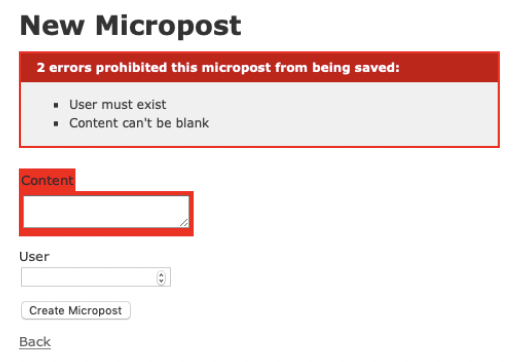 New Micropost
2 errors prohibited this micropost from being saved:
User must exist
Content can't be blank
Content
User
Create Micropost
Back